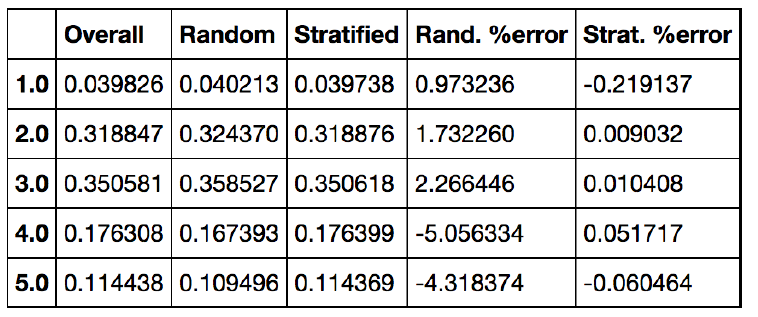 Overall Random Stratified Rand. %error Strat. %error
1.0 0.039826 0.040213 0.039738 0.973236 -0.219137
2.0 0.318847 0.324370 0.318876 1.732260 0.009032
3.0 0.350581 0.358527 0.350618 2.266446 0.010408
4.0 0.176308 0.167393 0.176399 -5.056334 0.051717
5.0 0.114438 0.109496 0.114369 -4.318374 -0.060464